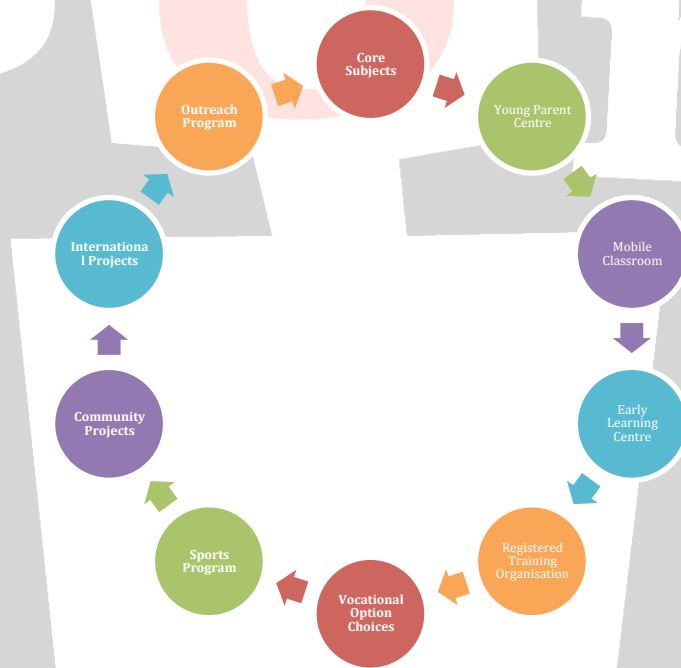 Core
Subjects
Young Parent
Centre
Mobile
Classroom
Early
Learning
Centre
Registered
Training
Organisation
Vocational
Option
Choices
Sports
Program
Community
Projects
Internationa
l Projects
Outreach
Program